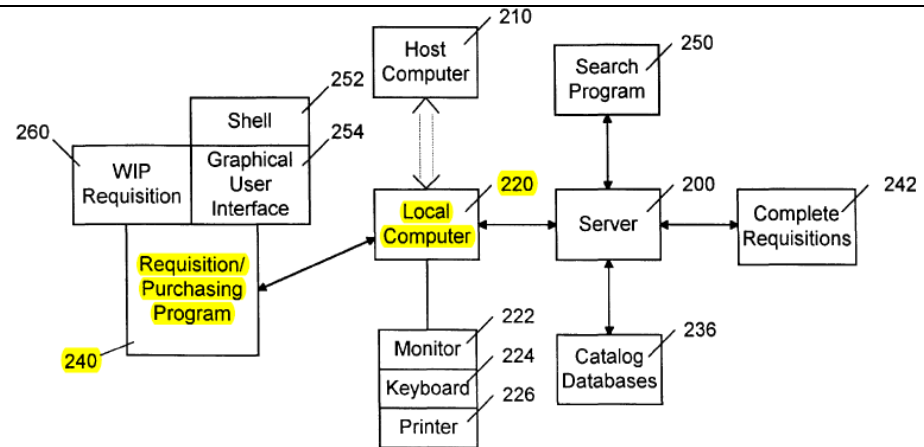 210
Host
Computer
250
Search
Program
252
Shell
254
260
WIP
Requisition
Graphical
User
Interface
220
Local
Computer
200
Server
242
Complete
Requisitions
Requisition/
Purchasing
Program
240
222
Monitor
224
Keyboard
226
Printer
236
Catalog
Databases